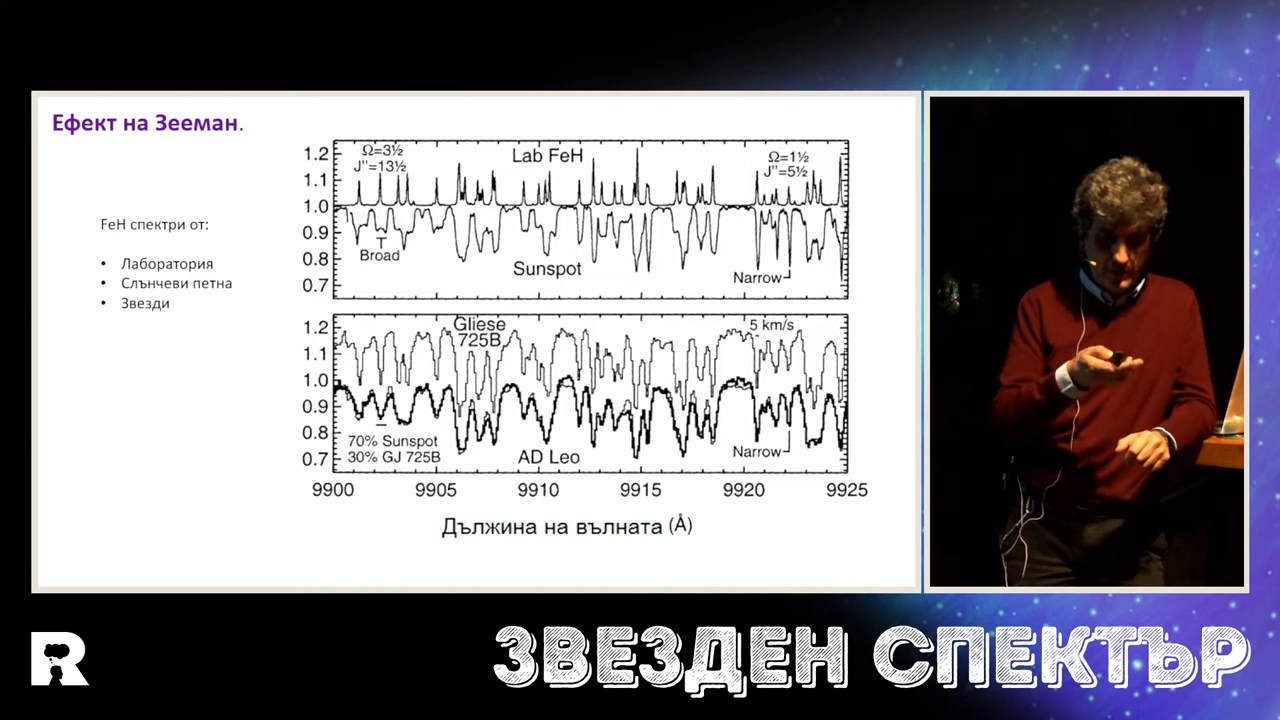 Ефект на Зееман.
FeH спектри от:
• Лаборатория
• Слънчеви петна
• Звезди
Ω=3½
J"=13½
Lab FeH
Ω=1½
J"=5½
1.2
1.1
1.0
0.9
0.8
0.7
Broad
Sunspot
Narrow
Gliese
725B
5 km/s
1.2
1.1
1.0
0.9
0.8
0.7
70% Sunspot
30% GJ 725B
AD Leo
Narrow
9900 9905 9910 9915 9920 9925
Дължина на вълната (Å)
R
ЗВЕЗДЕН СПЕКТЪР